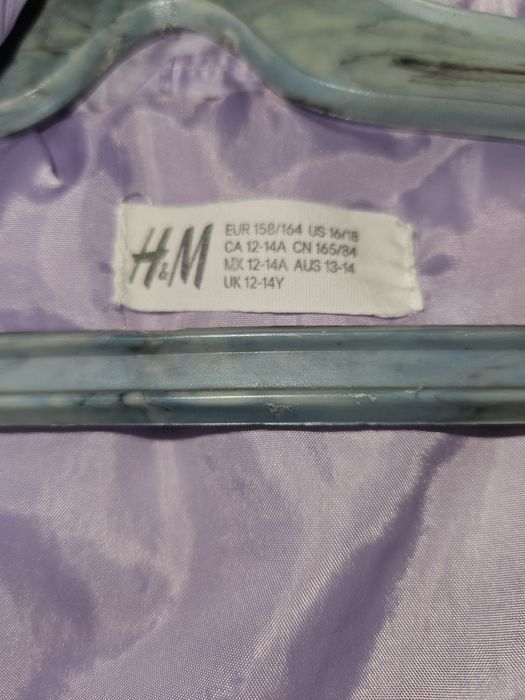 H&M
EUR 158/164 US 16/18
CA 12-14A CN 165/84
MX 12-14A AUS 13-14
UK 12-14Y